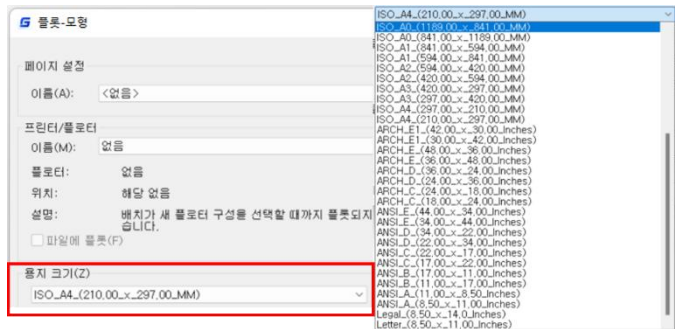 플롯-모형
페이지 설정
이름(A): <없음>
프린터/플로터
이름(M): 없음
플로터: 없음
위치: 해당 없음
설명: 배치가 새 플로터 구성을 선택할 때까지 플롯되지
습니다.
파일에 플롯(F)
용지 크기(Z)
ISO_A4_(210,00_x_297,00_MM)
ISO_A4_(210,00_x_297,00_MM)
ISO_A0_(1189,00_x_841,00_MM)
ISO_A0_(841,00_x_1189,00_MM)
ISO_A1_(841,00_x_594,00_MM)
ISO_A1_(594,00_x_841,00_MM)
ISO_A2_(594,00_x_420,00_MM)
ISO_A2_(420,00_x_594,00_MM)
ISO_A3_(420,00_x_297,00_MM)
ISO_A3_(297,00_x_420,00_MM)
ISO_A4_(297,00_x_210,00_MM)
ISO_A4_(210,00_x_297,00_MM)
ARCH_E1_(42,00_x_30,00_Inches)
ARCH_E1_(30,00_x_42,00_Inches)
ARCH_E_(48,00_x_36,00_Inches)
ARCH_E_(36,00_x_48,00_Inches)
ARCH_D_(36,00_x_24,00_Inches)
ARCH_D_(24,00_x_36,00_Inches)
ARCH_C_(24,00_x_18,00_Inches)
ARCH_C_(18,00_x_24,00_Inches)
ANSI_E_(44,00_x_34,00_Inches)
ANSI_E_(34,00_x_44,00_Inches)
ANSI_D_(34,00_x_22,00_Inches)
ANSI_D_(22,00_x_34,00_Inches)
ANSI_C_(22,00_x_17,00_Inches)
ANSI_C_(17,00_x_22,00_Inches)
ANSI_B_(17,00_x_11,00_Inches)
ANSI_B_(11,00_x_17,00_Inches)
ANSI_A_(11,00_x_8,50_Inches)
ANSI_A_(8,50_x_11,00_Inches)
Legal_(8,50_x_14,0_Inches)
Letter_(8,50_x_11,00_Inches)